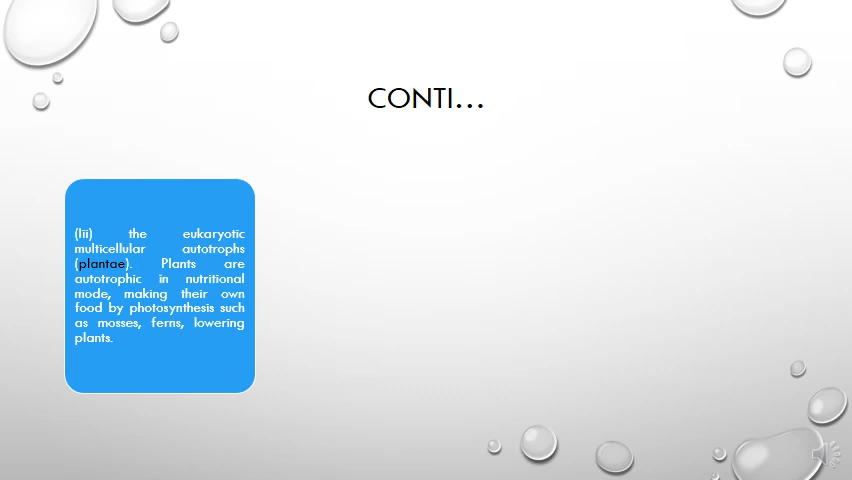 CONTI…
(Iii) the eukaryotic
multicellular autotrophs
(plantae). Plants are
autotrophic in nutritional
mode, making their own
food by photosynthesis such
as mosses, ferns, lowering
plants.